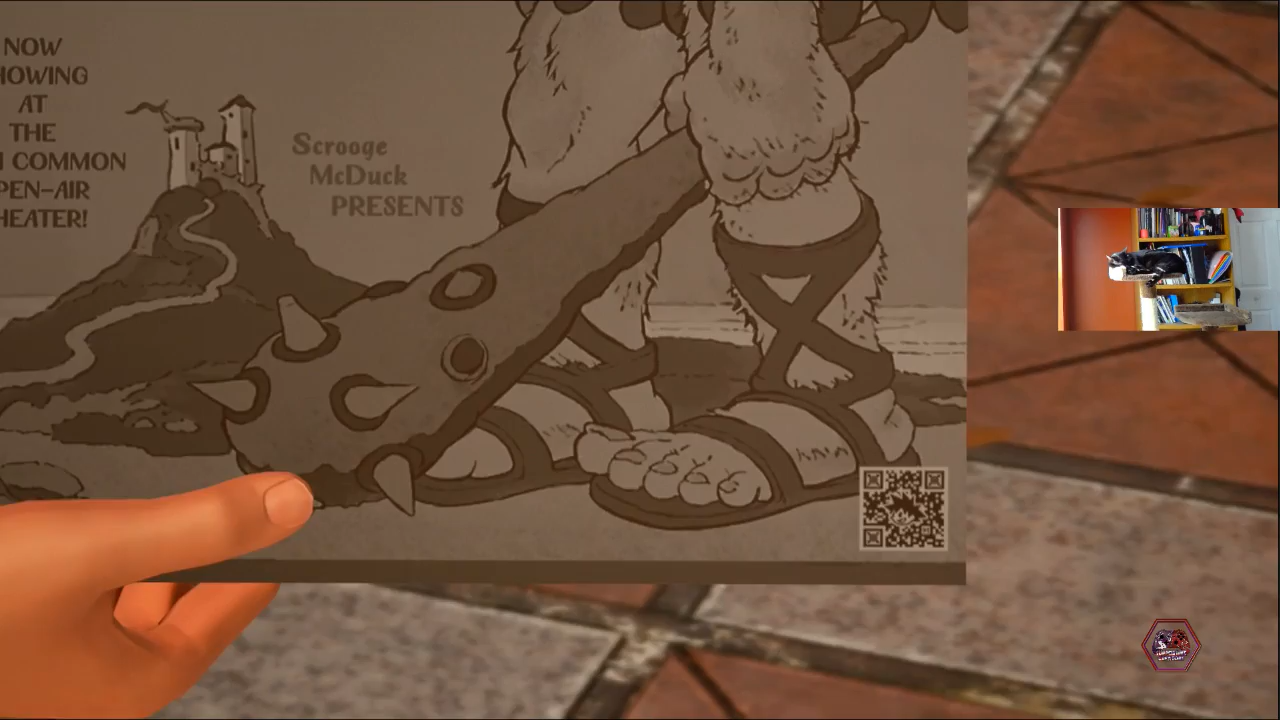 NOW
HOWING
AT
THE
COMMON
PEN-AIR
HEATER!
Scrooge
McDuck
PRESENTS